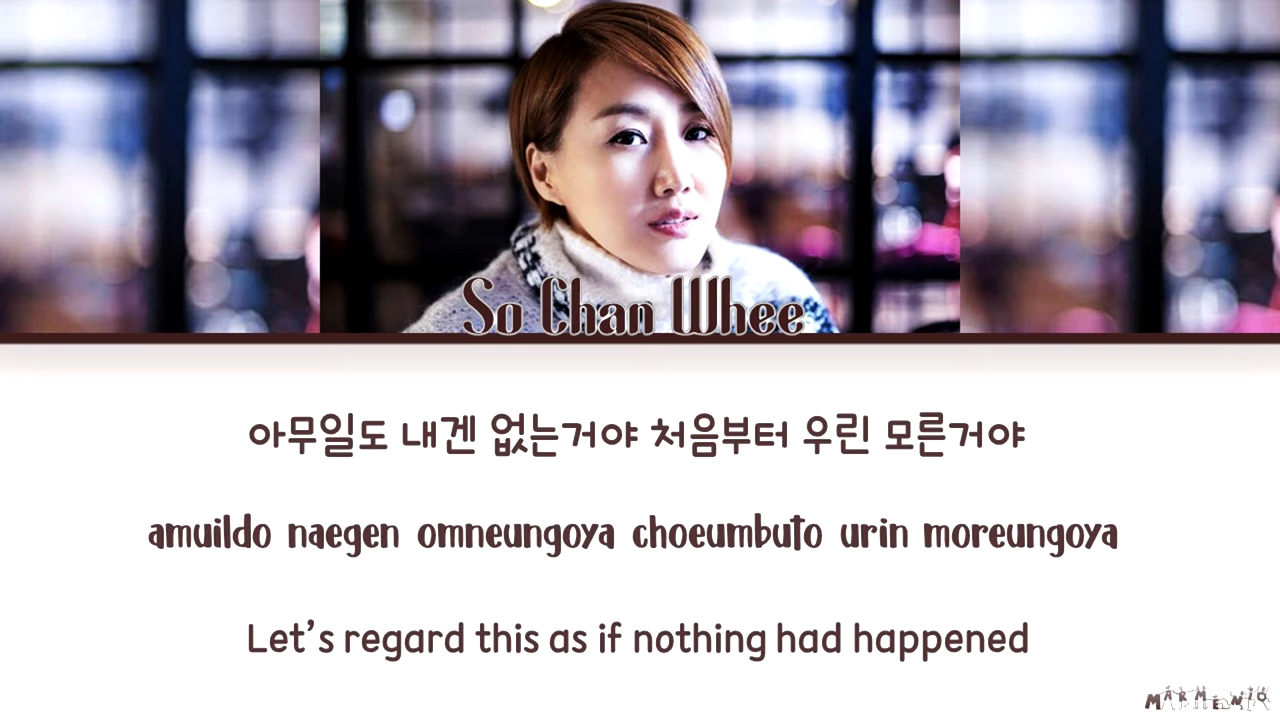 So Chan Whee
아무일도 내겐 없는거야 처음부터 우린 모른거야
amuildo naegen omneungoya choeumbuto urin moreungoya
Let's regard this as if nothing had happened
MARMENIO